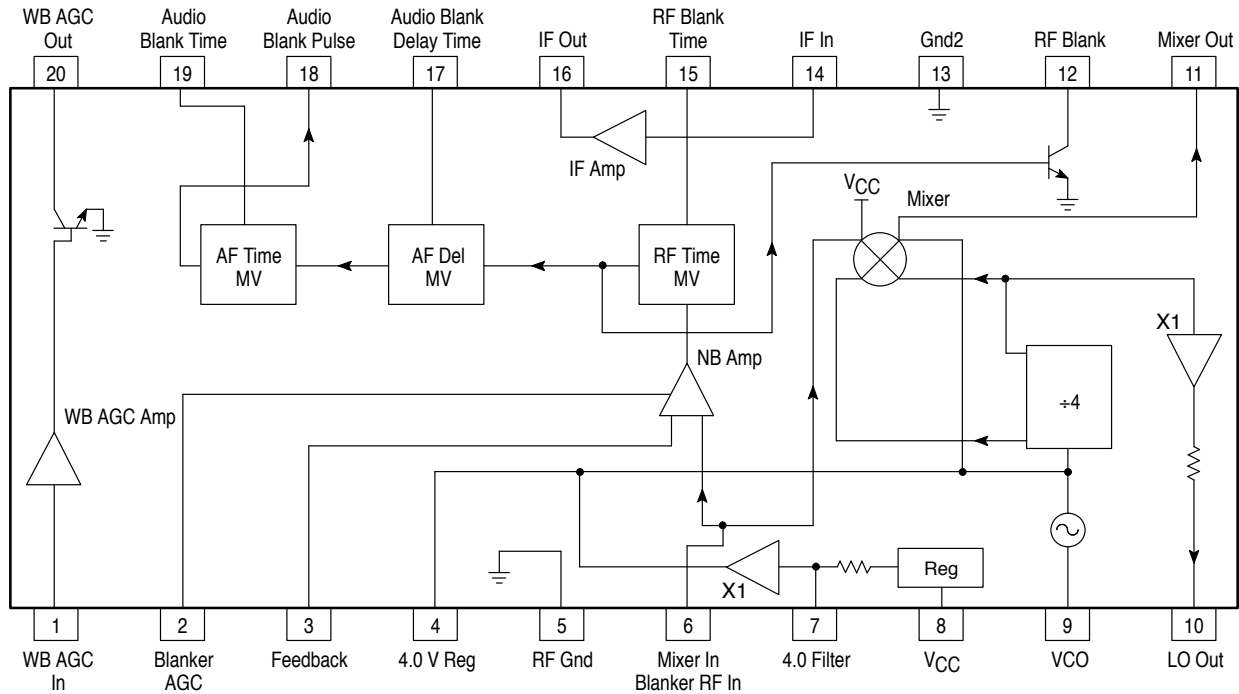 WB AGC
Out
Audio
Blank Time
Audio
Blank Pulse
Audio Blank
Delay Time
IF Out
RF Blank
Time
IF In
Gnd2
RF Blank
Mixer Out
20
19
18
17
16
15
14
13
12
11
IF Amp
VCC
Mixer
AF Time
MV
AF Del
MV
RF Time
MV
X1
NB Amp
÷4
WB AGC Amp
X1
Reg
1
2
3
4
5
6
7
8
9
10
WB AGC
In
Blanker
AGC
Feedback
4.0 V Reg
RF Gnd
Mixer In
Blanker RF In
4.0 Filter
VCC
VCO
LO Out